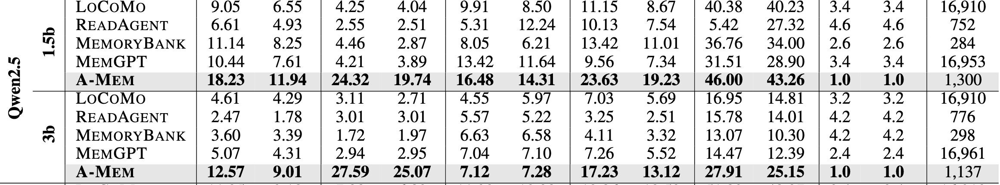 Qwen2.5
1.5b
LoCoMo 9.05 6.55 4.25 4.04 9.91 8.50 11.15 8.67 40.38 40.23 3.4 3.4 16,910
ReadAgent 6.61 4.93 2.55 2.51 5.31 12.24 10.13 7.54 5.42 27.32 4.6 4.6 752
MemoryBank 11.14 8.25 4.46 2.87 8.05 6.21 13.42 11.01 36.76 34.00 2.6 2.6 284
MemGPT 10.44 7.61 4.21 3.89 13.42 11.64 9.56 7.34 31.51 28.90 3.4 3.4 16,953
A-Mem 18.23 11.94 24.32 19.74 16.48 14.31 23.63 19.23 46.00 43.26 1.0 1.0 1,300
3b
LoCoMo 4.61 4.29 3.11 2.71 4.55 5.97 7.03 5.69 16.95 14.81 3.2 3.2 16,910
ReadAgent 2.47 1.78 3.01 3.01 5.57 5.22 3.25 2.51 15.78 14.01 4.2 4.2 776
MemoryBank 3.60 3.39 1.72 1.97 6.63 6.58 4.11 3.32 13.07 10.30 4.2 4.2 298
MemGPT 5.07 4.31 2.94 2.95 7.04 7.10 7.26 5.52 14.47 12.39 2.4 2.4 16,961
A-Mem 12.57 9.01 27.59 25.07 7.12 7.28 17.23 13.12 27.91 25.15 1.0 1.0 1,137